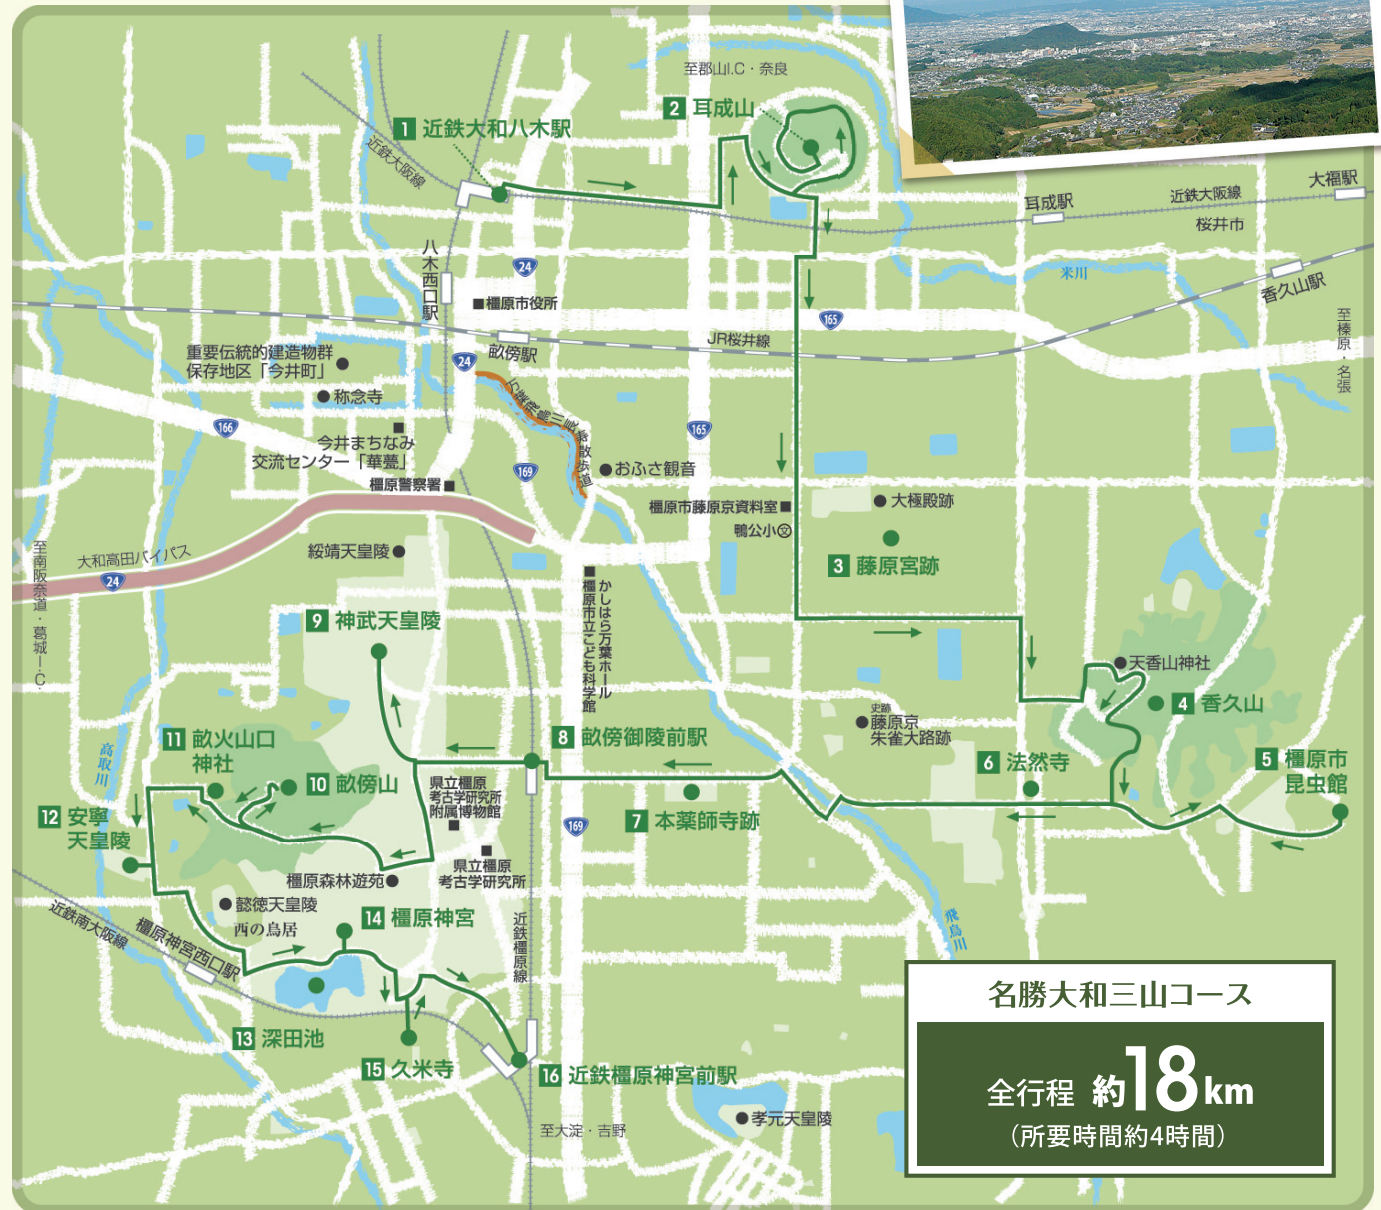 至郡山I.C・奈良
2 耳成山
1 近鉄大和八木駅
近鉄大阪線
大福駅
近鉄大阪線
耳成駅
桜井市
八木西口駅
24
米川
香久山駅
橿原市役所
165
至榛原・名張
JR桜井線
畝傍駅
24
重要伝統的建造物群
保存地区「今井町」
称念寺
166
165
今井まちなみ
交流センター「華甍」
169
おふさ観音
橿原警察署
橿原市藤原京資料室
大極殿跡
鴨公小 文
3 藤原宮跡
大和高田バイパス
24
綏靖天皇陵
至南阪奈道・葛城I.C.
かしはら万葉ホール
橿原市立こども科学館
9 神武天皇陵
天香山神社
4 香久山
史跡
藤原京
朱雀大路跡
8 畝傍御陵前駅
11 畝火山口
神社
高取川
6 法然寺
5 橿原市
昆虫館
10 畝傍山
県立橿原
考古学研究所
附属博物館
12 安寧
天皇陵
7 本薬師寺跡
169
県立橿原
考古学研究所
橿原森林遊苑
懿徳天皇陵
西の鳥居
14 橿原神宮
近鉄橿原線
飛鳥川
近鉄南大阪線
橿原神宮西口駅
13 深田池
15 久米寺
16 近鉄橿原神宮前駅
孝元天皇陵
至大淀・吉野
名勝大和三山コース
全行程 約18km
(所要時間約4時間)